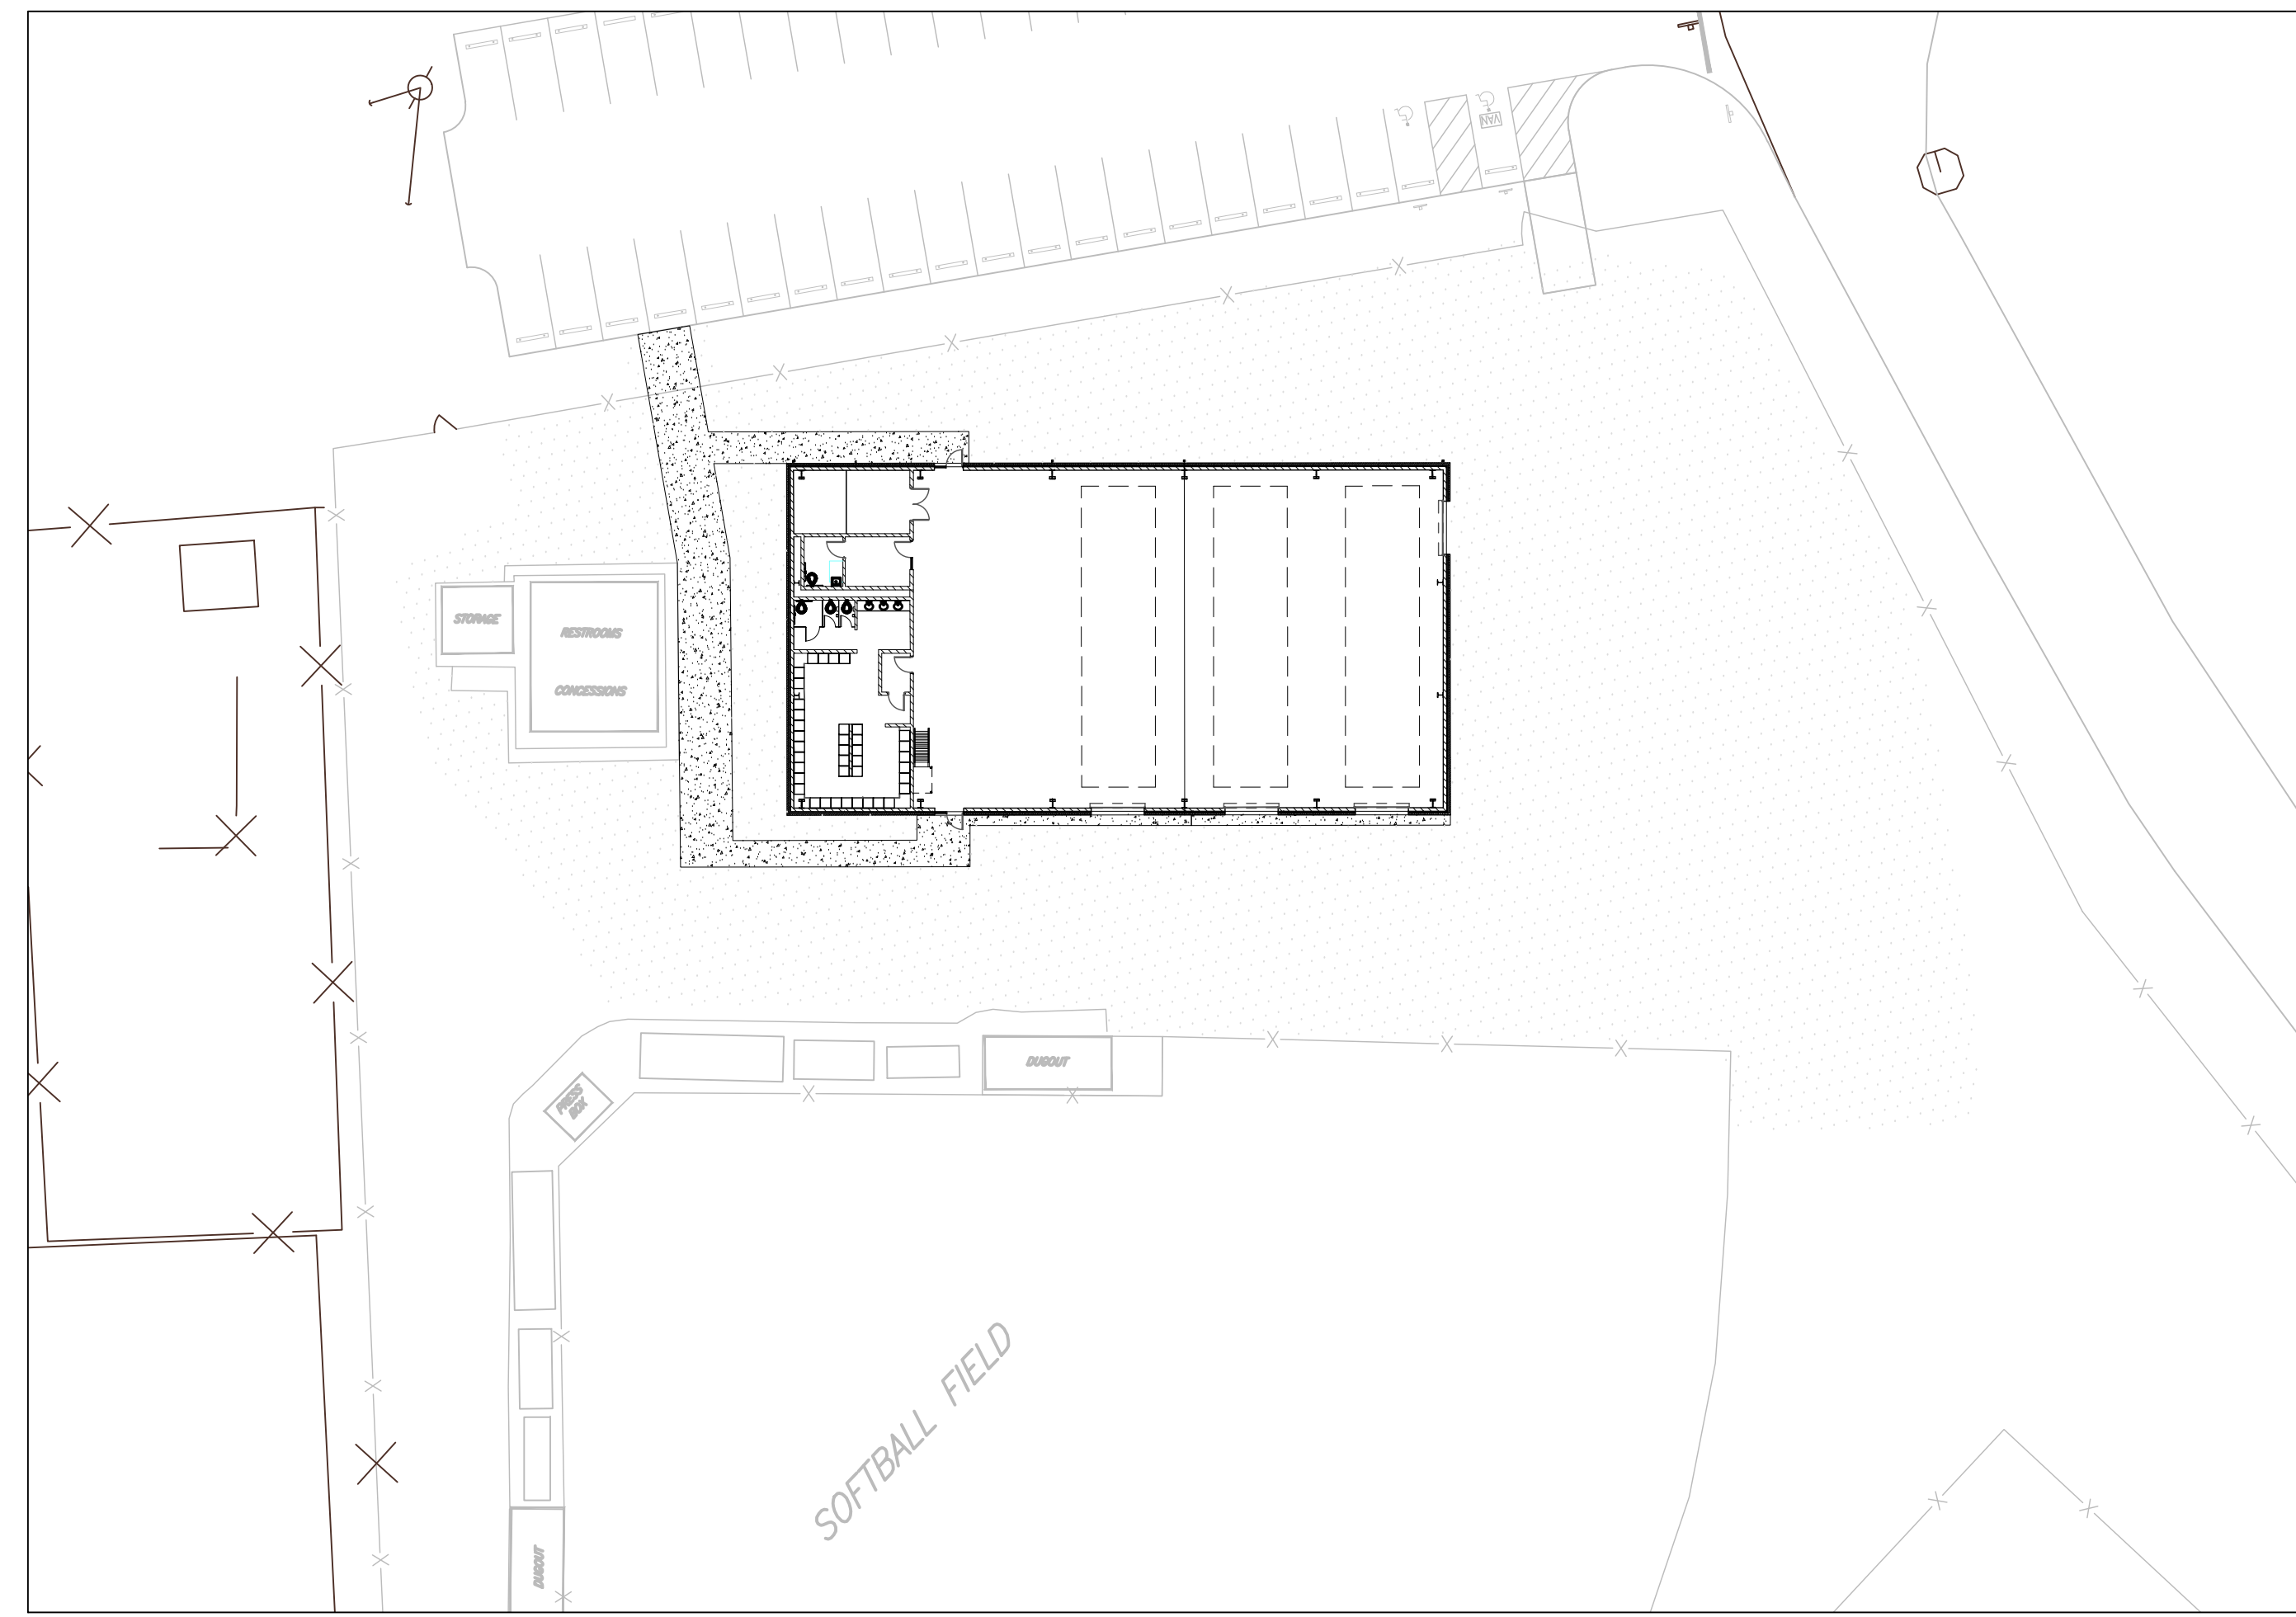 VAN
STORAGE
RESTROOMS
CONCESSIONS
DUGOUT
PRESS
BOX
SOFTBALL FIELD
DUGOUT